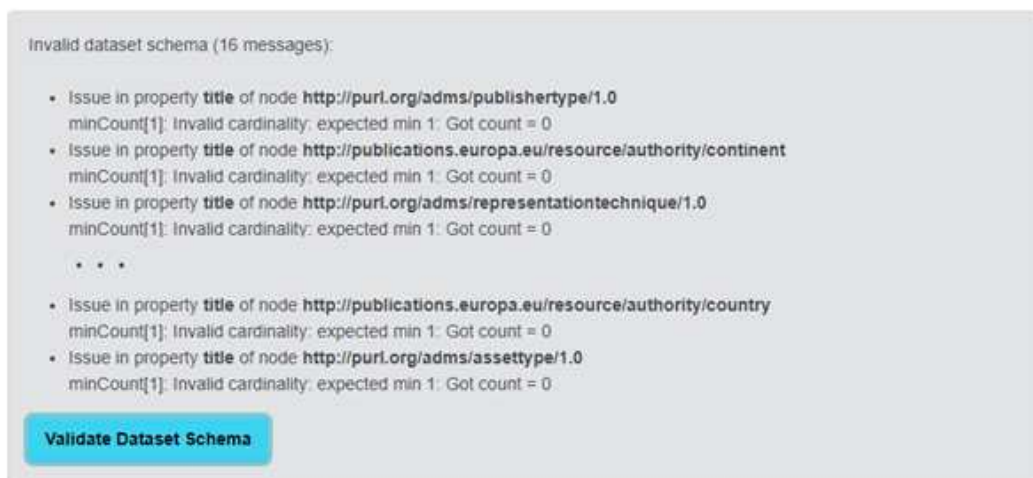 Invalid dataset schema (16 messages):
• Issue in property title of node http://purl.org/adms/publishertype/1.0
minCount[1]: Invalid cardinality: expected min 1: Got count = 0
• Issue in property title of node http://publications.europa.eu/resource/authority/continent
minCount[1]: Invalid cardinality: expected min 1: Got count = 0
• Issue in property title of node http://purl.org/adms/representationtechnique/1.0
minCount[1]: Invalid cardinality: expected min 1: Got count = 0
• • •
• Issue in property title of node http://publications.europa.eu/resource/authority/country
minCount[1]: Invalid cardinality: expected min 1: Got count = 0
• Issue in property title of node http://purl.org/adms/assettype/1.0
minCount[1]: Invalid cardinality: expected min 1: Got count = 0
Validate Dataset Schema